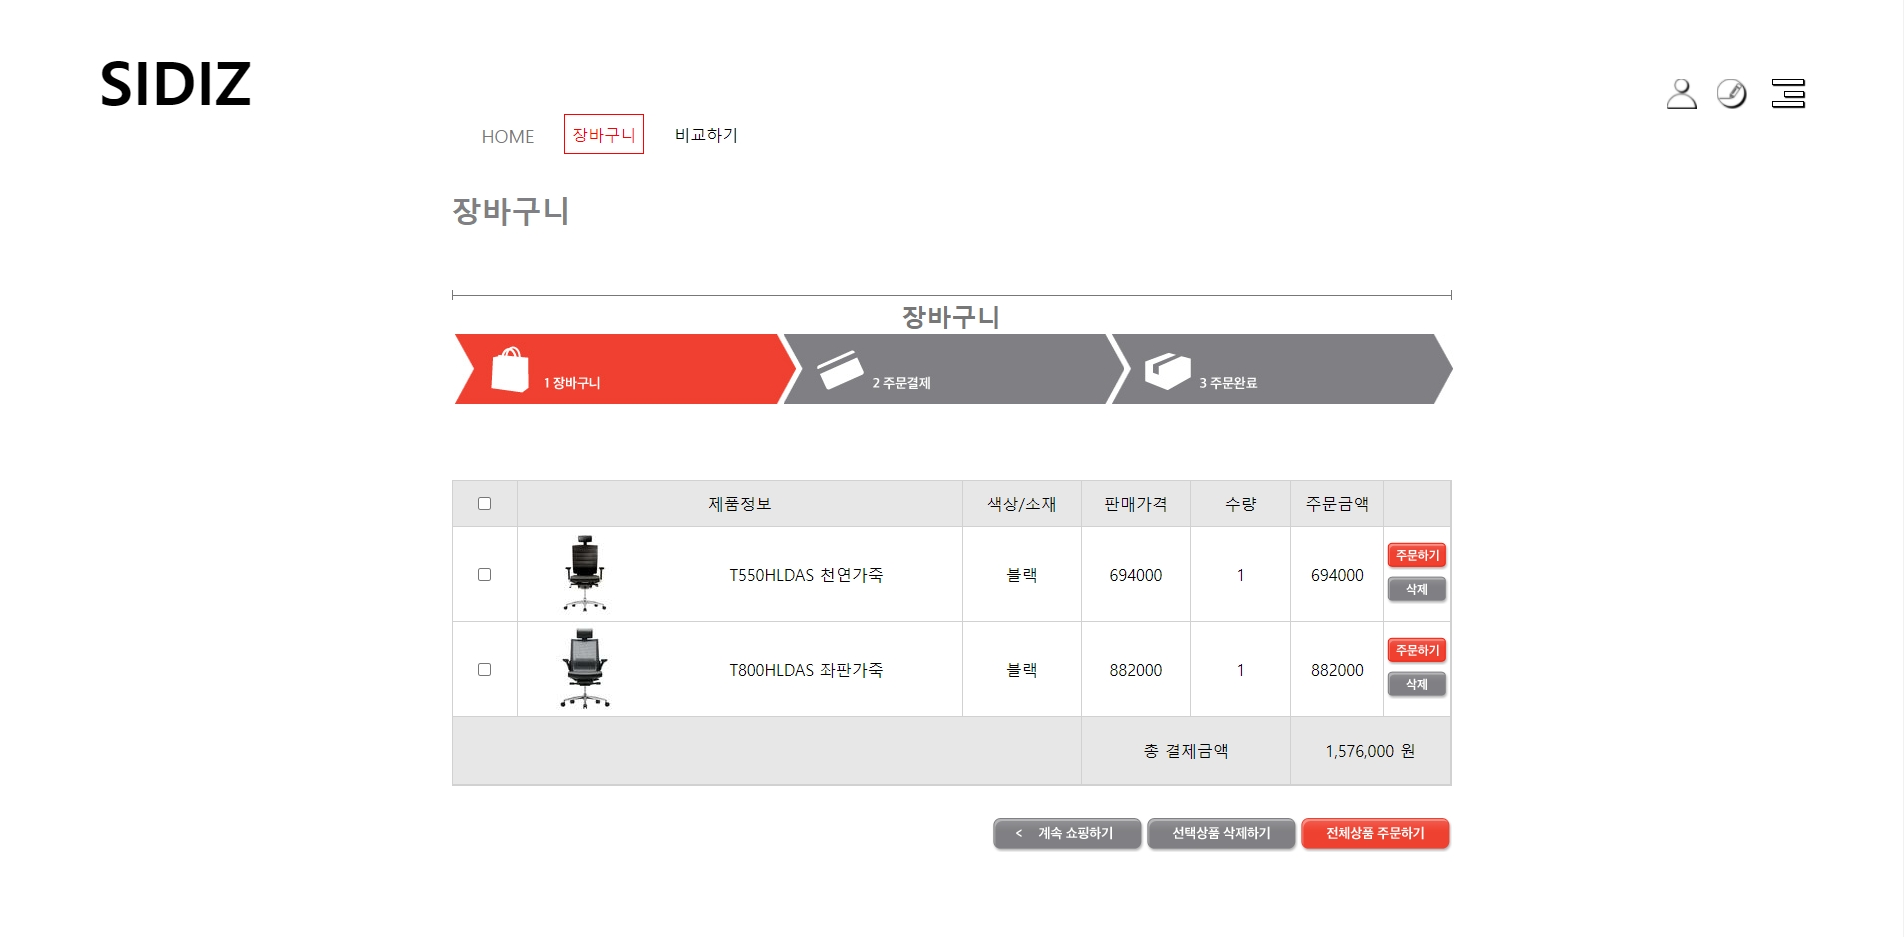 SIDIZ
HOME 장바구니 비교하기
장바구니
장바구니
1 장바구니 2 주문결제 3 주문완료
제품정보 색상/소재 판매가격 수량 주문금액
T550HLDAS 천연가죽 블랙 694000 1 694000 주문하기
삭제
T800HLDAS 좌판가죽 블랙 882000 1 882000 주문하기
삭제
총 결제금액 1,576,000 원
< 계속 쇼핑하기 선택상품 삭제하기 전체상품 주문하기